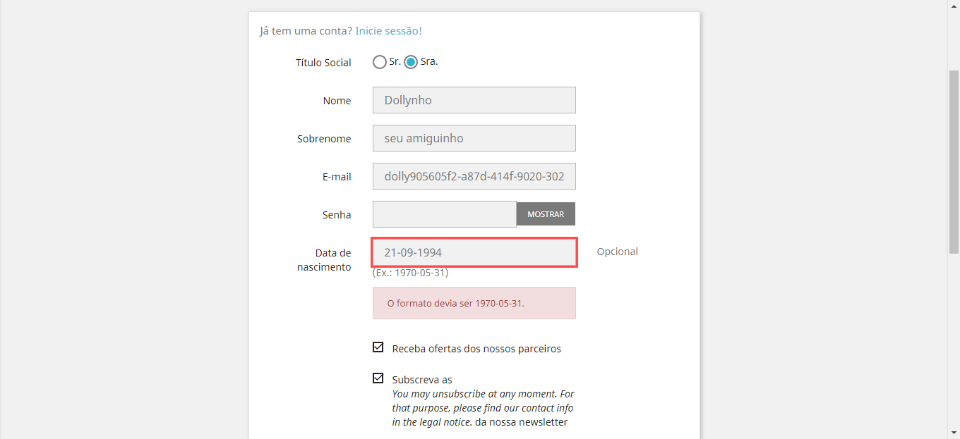 Já tem uma conta? Inicie sessão!
Título Social Sr. Sra.
Nome Dollynho
Sobrenome seu amiguinho
E-mail dolly905605f2-a87d-414f-9020-302
Senha MOSTRAR
Data de nascimento 21-09-1994 Opcional
(Ex.: 1970-05-31)
O formato devia ser 1970-05-31.
Receba ofertas dos nossos parceiros
Subscreva as
You may unsubscribe at any moment. For
that purpose, please find our contact info
in the legal notice. da nossa newsletter